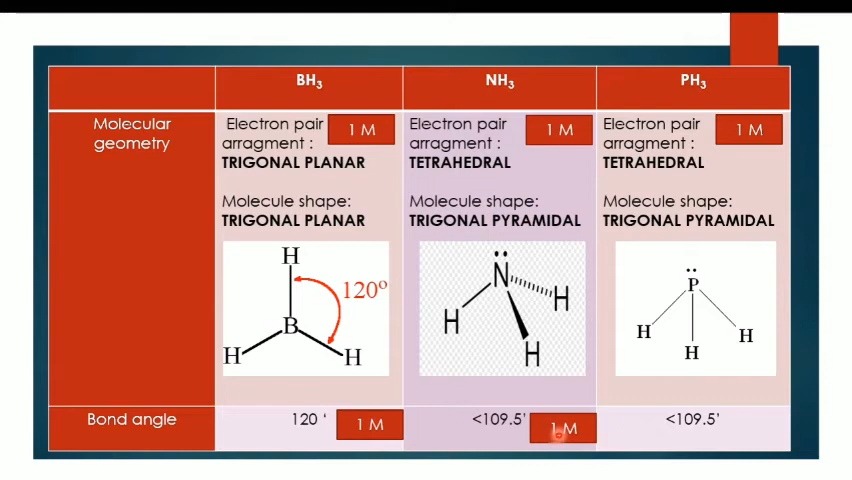 BH3
NH3
PH3
Molecular
geometry
Electron pair
arragment :
TRIGONAL PLANAR
1 M
Molecule shape:
TRIGONAL PLANAR
H
120º
B
H
H
Electron pair
arragment :
TETRAHEDRAL
1 M
Molecule shape:
TRIGONAL PYRAMIDAL
N
H
H
H
Electron pair
arragment :
TETRAHEDRAL
1 M
Molecule shape:
TRIGONAL PYRAMIDAL
P
H
H
H
Bond angle
120 ‘
1 M
<109.5’
1 M
<109.5’